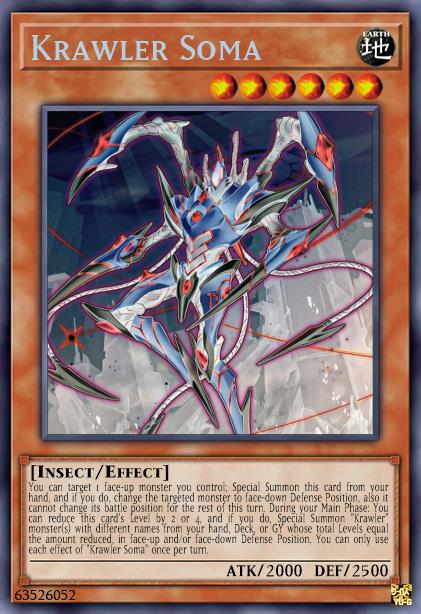 Krawler Soma
EARTH
地
[Insect/Effect]
You can target 1 face-up monster you control; Special Summon this card from your
hand, and if you do, change the targeted monster to face-down Defense Position, also it
cannot change its battle position for the rest of this turn. During your Main Phase: You
can reduce this card's Level by 2 or 4, and if you do, Special Summon "Krawler"
monster(s) with different names from your hand, Deck, or GY whose total Levels equal
the amount reduced, in face-up and/or face-down Defense Position. You can only use
each effect of "Krawler Soma" once per turn.
ATK/2000 DEF/2500
63526052